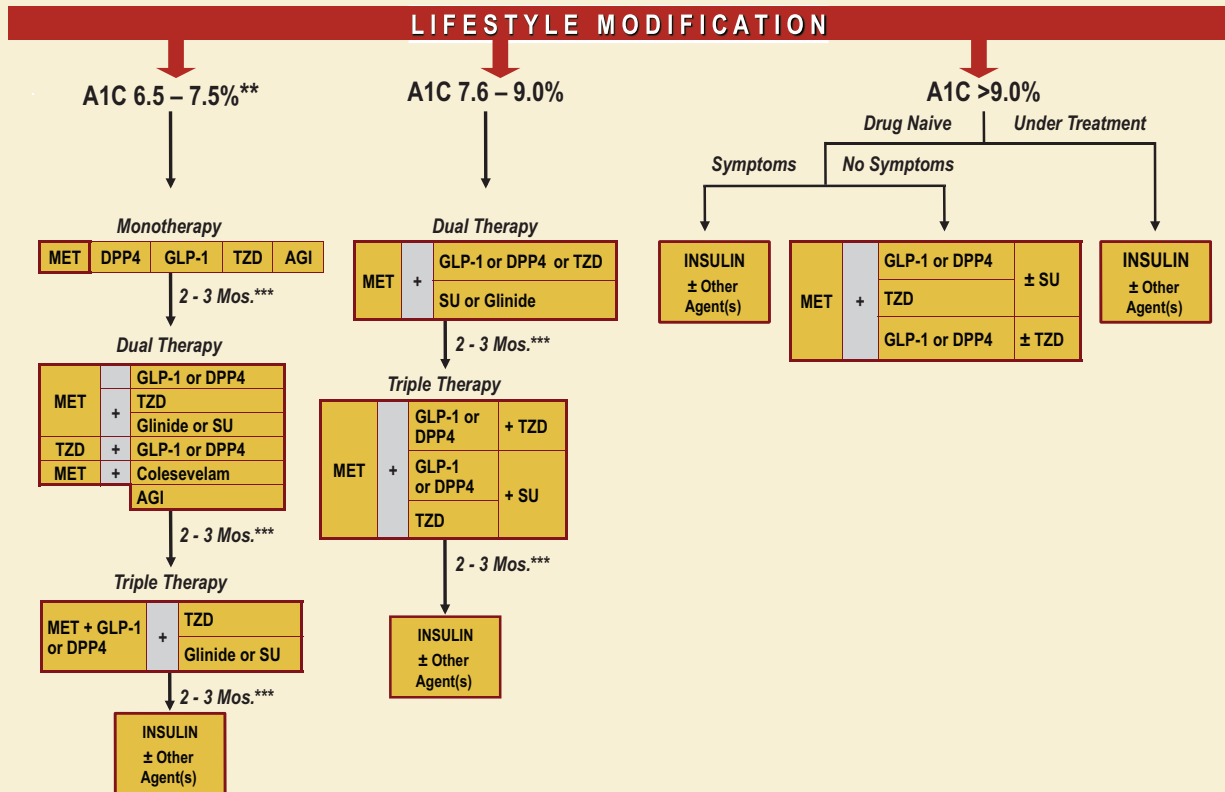 LIFESTYLE MODIFICATION
A1C 6.5 – 7.5%**
Monotherapy
MET DPP4 GLP-1 TZD AGI
2 - 3 Mos.***
Dual Therapy
MET + GLP-1 or DPP4
TZD
Glinide or SU
TZD + GLP-1 or DPP4
MET + Colesevelam
AGI
2 - 3 Mos.***
Triple Therapy
MET + GLP-1
or DPP4
+
TZD
Glinide or SU
2 - 3 Mos.***
INSULIN
± Other
Agent(s)
A1C 7.6 – 9.0%
Dual Therapy
MET +
GLP-1 or DPP4 or TZD
SU or Glinide
2 - 3 Mos.***
Triple Therapy
MET +
GLP-1 or
DPP4
+ TZD
GLP-1
or DPP4
TZD
+ SU
2 - 3 Mos.***
INSULIN
± Other
Agent(s)
A1C >9.0%
Drug Naive Under Treatment
Symptoms No Symptoms
INSULIN
± Other
Agent(s)
MET +
GLP-1 or DPP4
TZD
± SU
GLP-1 or DPP4 ± TZD
INSULIN
± Other
Agent(s)